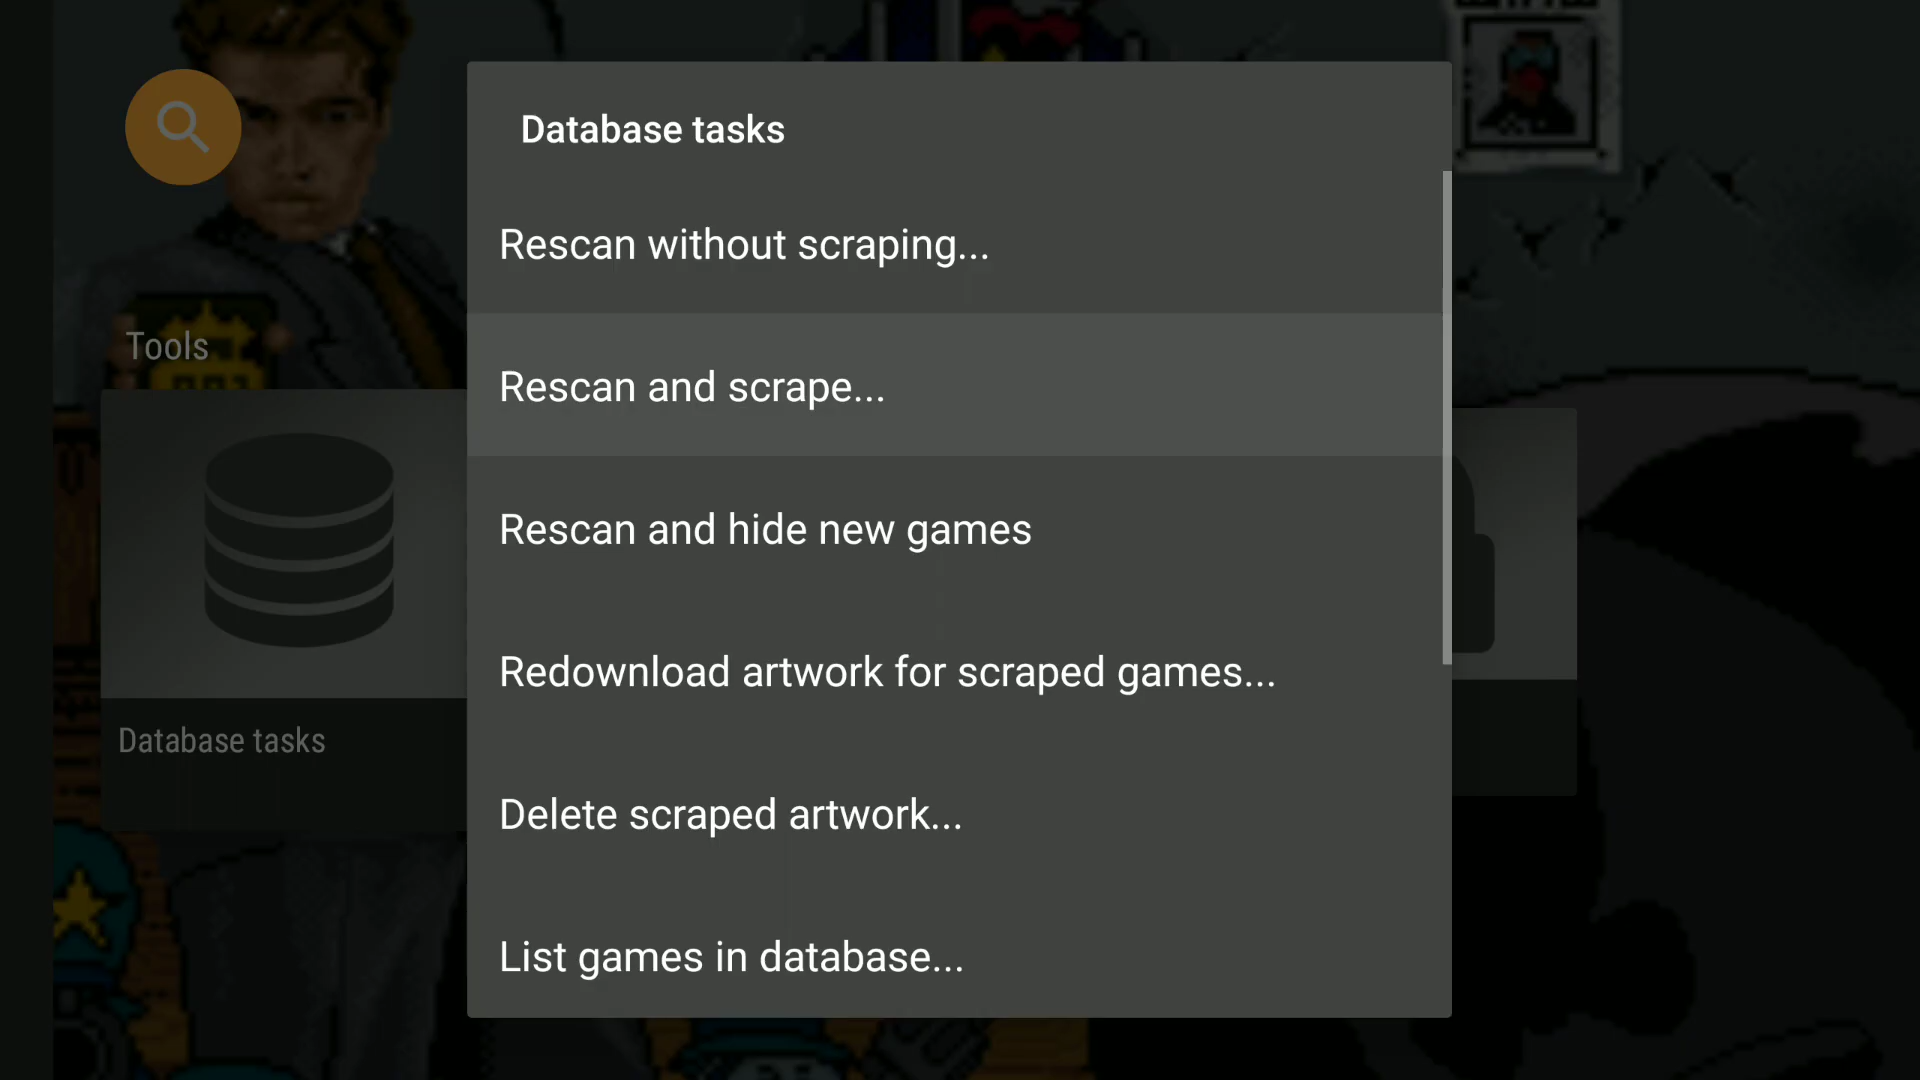 Database tasks
Rescan without scraping...
Tools
Rescan and scrape...
Rescan and hide new games
Redownload artwork for scraped games...
Database tasks
Delete scraped artwork...
List games in database...